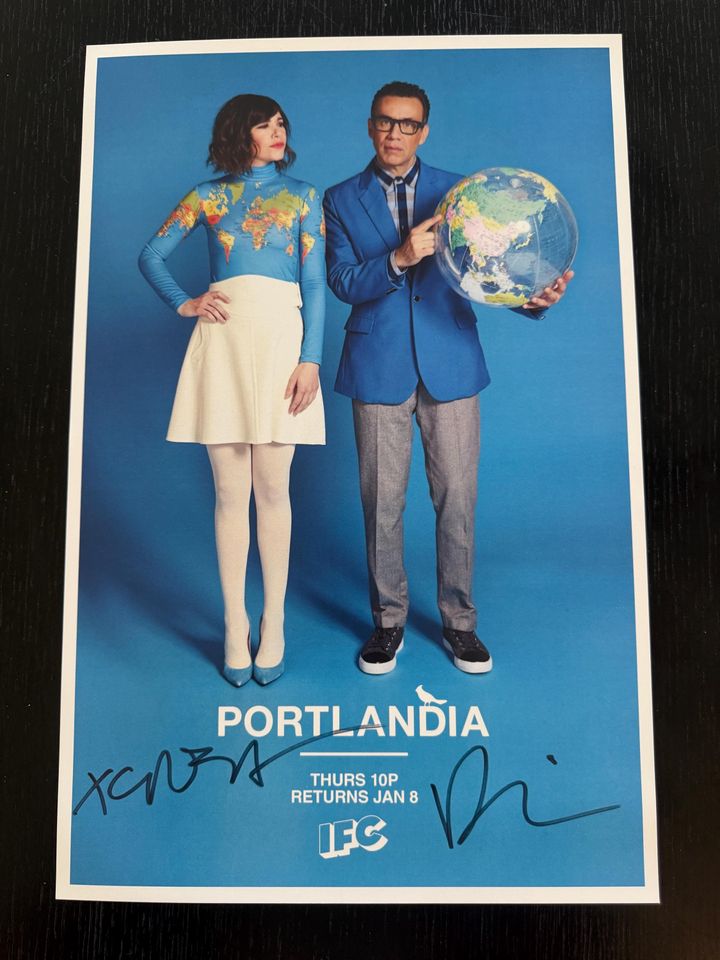 PORTLANDIA
THURS 10P
RETURNS JAN 8
IFC